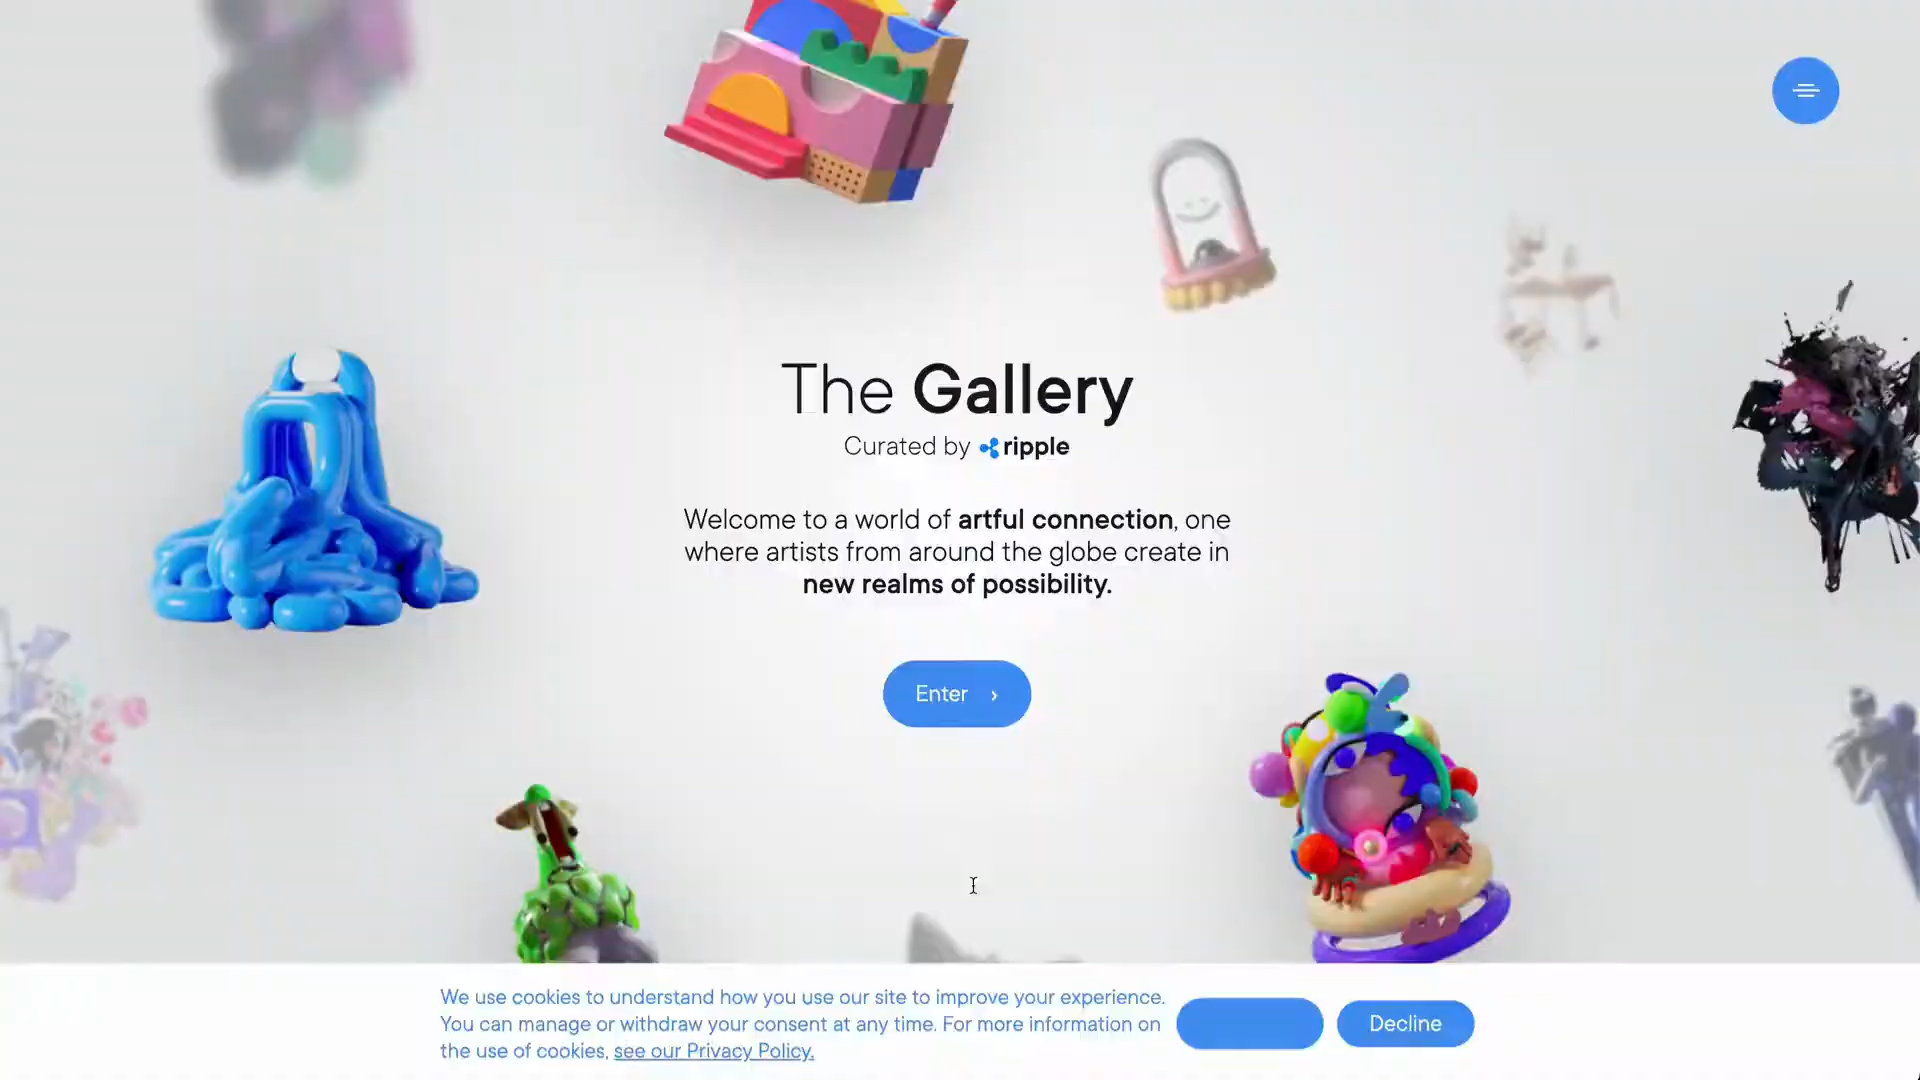 The Gallery
Curated by ripple
Welcome to a world of artful connection, one
where artists from around the globe create in
new realms of possibility.
Enter ›
We use cookies to understand how you use our site to improve your experience.
You can manage or withdraw your consent at any time. For more information on
the use of cookies, see our Privacy Policy.
Decline